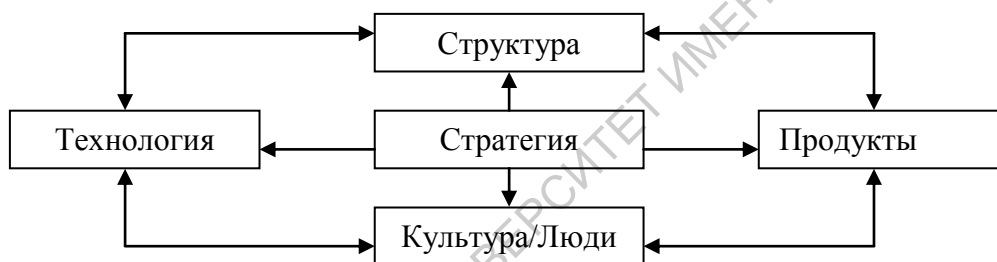 Структура
Технология
Стратегия
Продукты
Культура/Люди